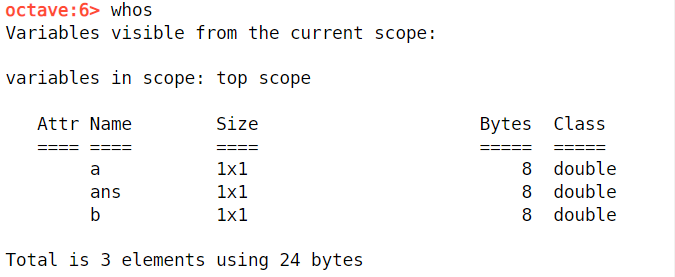 octave:6> whos
Variables visible from the current scope:
variables in scope: top scope
Attr Name Size Bytes Class
==== ==== ==== ===== =====
a 1x1 8 double
ans 1x1 8 double
b 1x1 8 double
Total is 3 elements using 24 bytes